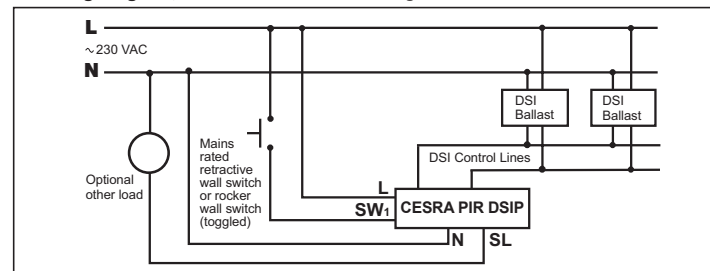 L
~230 VAC
N
DSI
Ballast
DSI
Ballast
Mains
rated
retractive
wall switch
or rocker
wall switch
(toggled)
DSI Control Lines
Optional
other load
L
SW1
CESRA PIR DSIP
N
SL